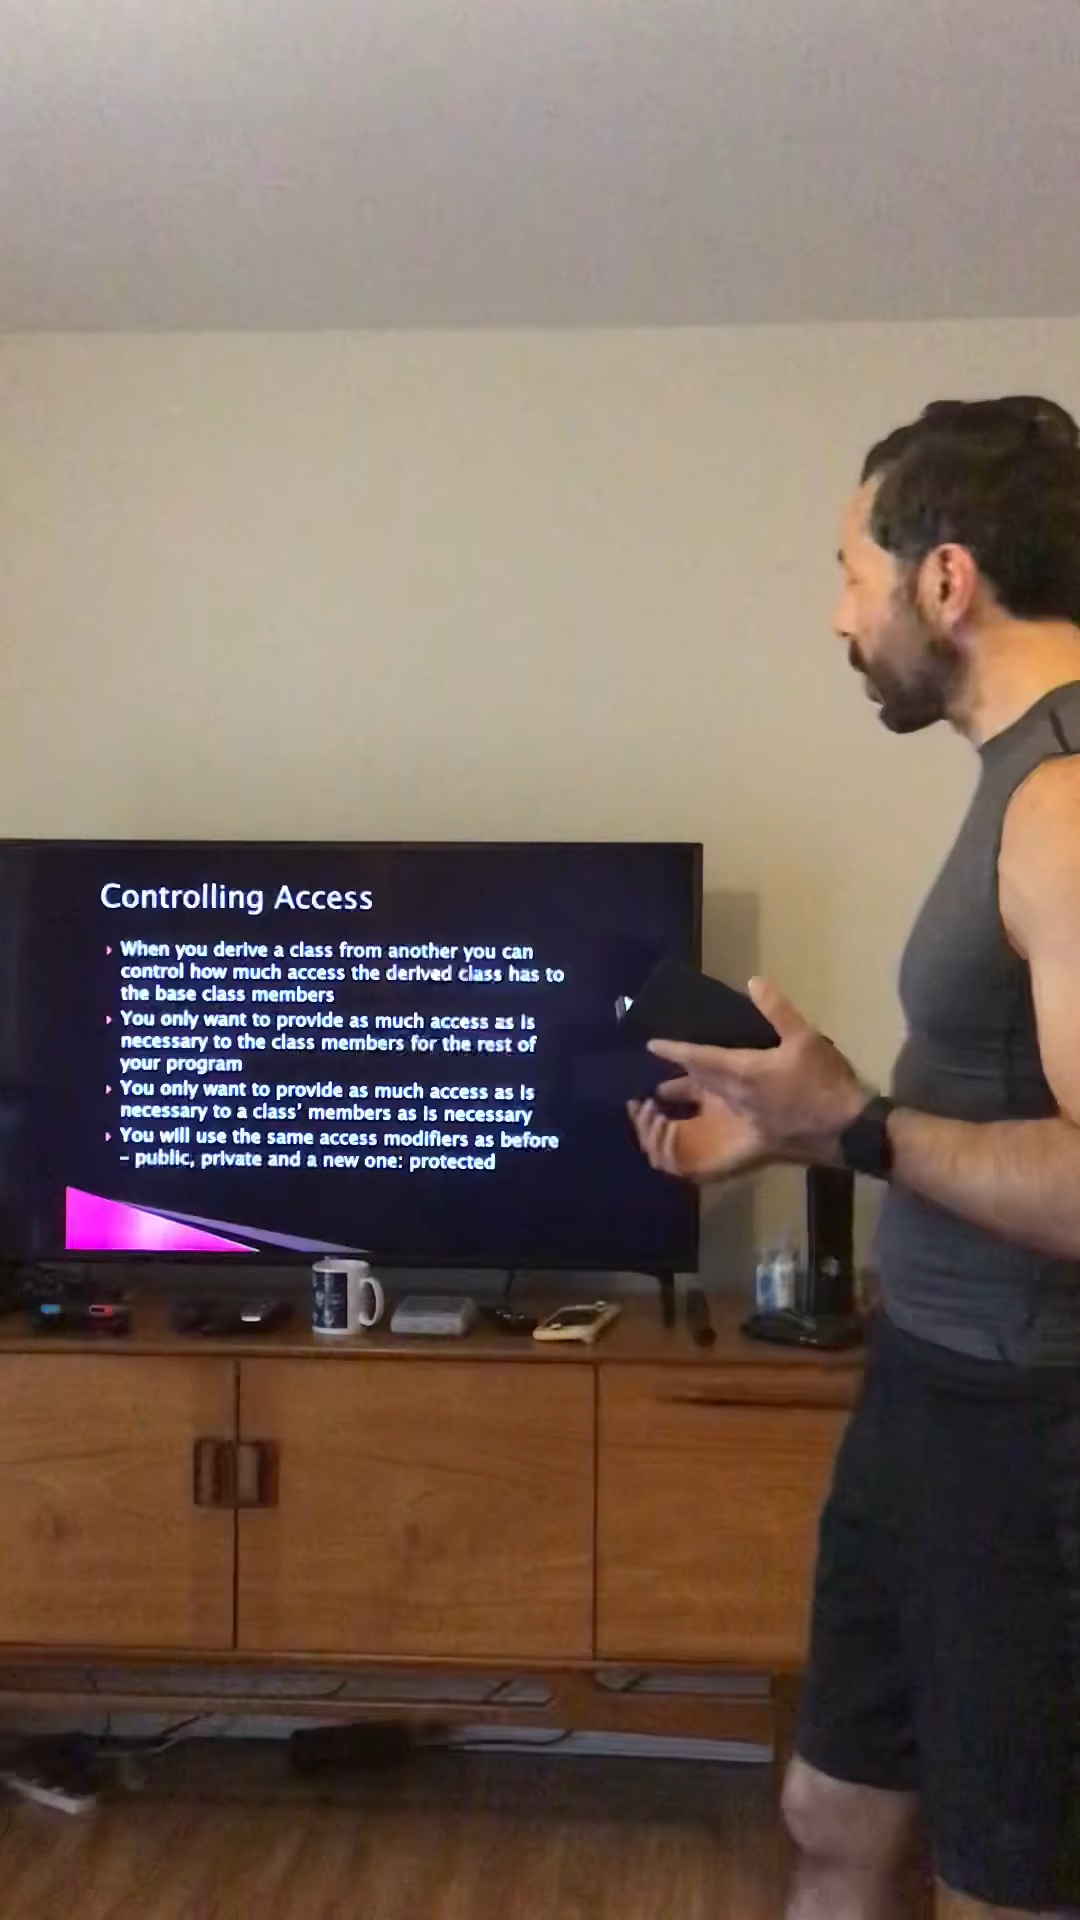 Controlling Access
When you derive a class from another you can
control how much access the derived class has to
the base class members
You only want to provide as much access as is
necessary to the class members for the rest of
your program
You only want to provide as much access as is
necessary to a class' members as is necessary
You will use the same access modifiers as before
– public, private and a new one: protected